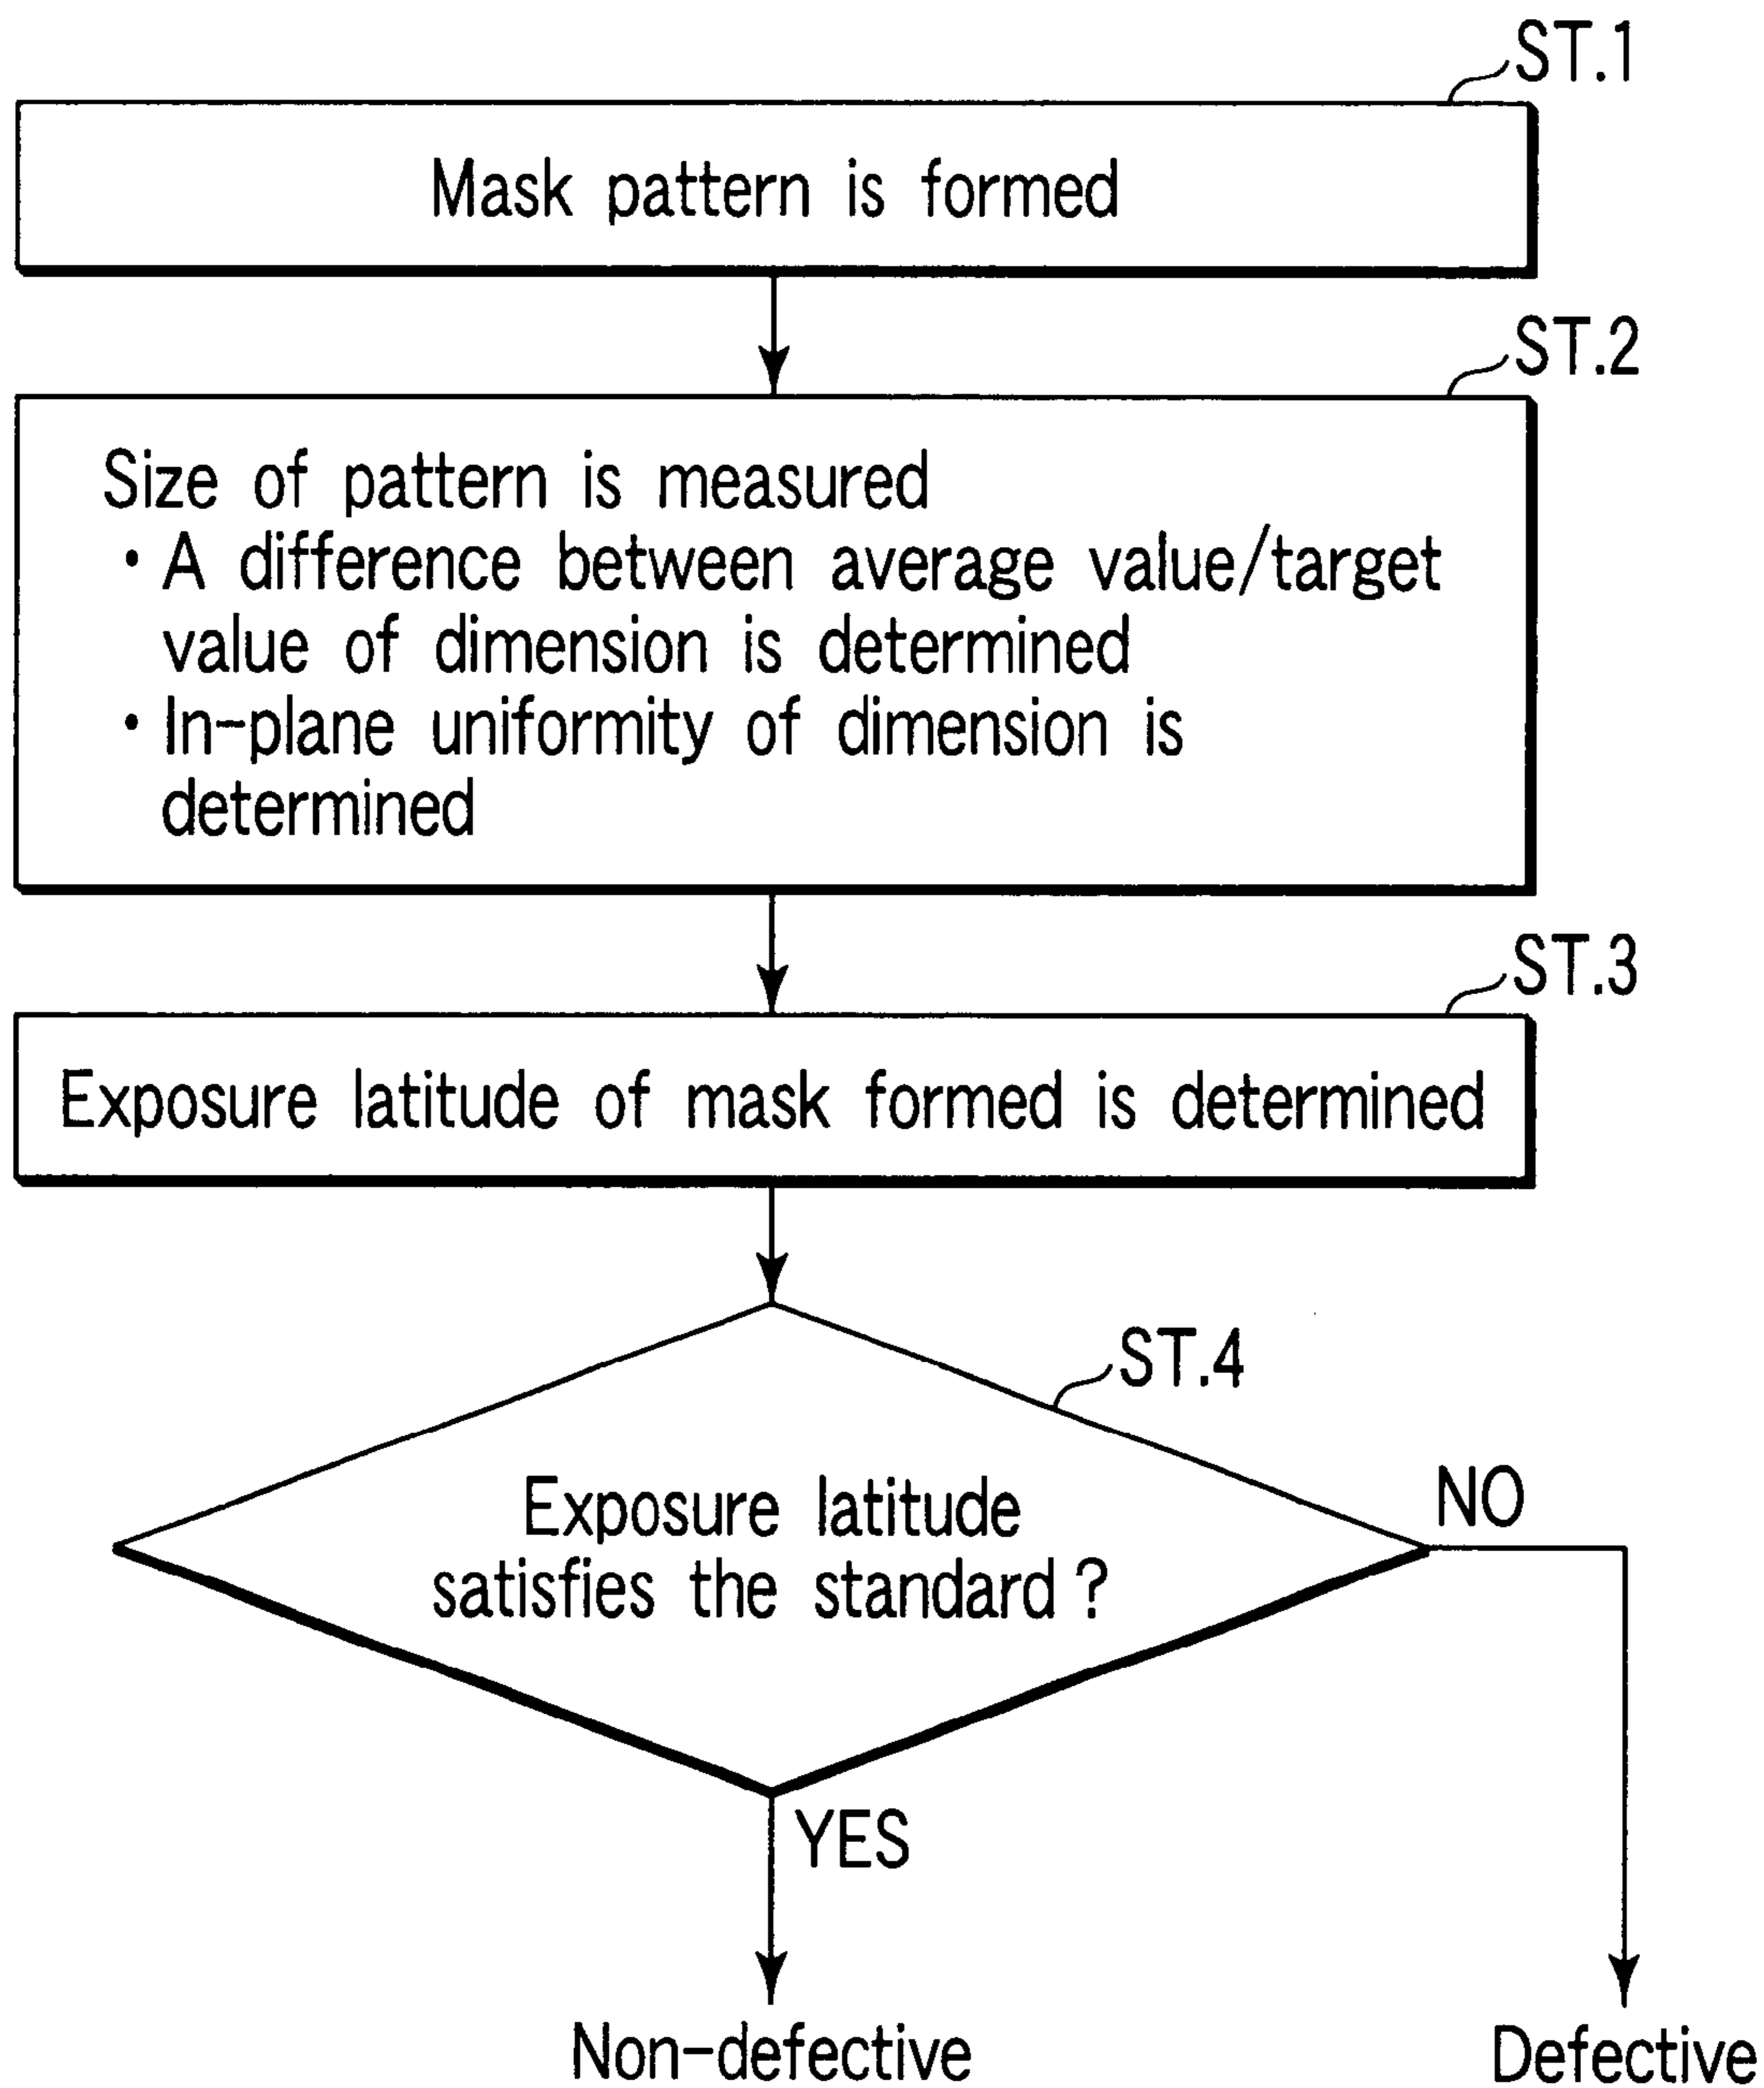 ST.1
Mask pattern is formed
ST.2
Size of pattern is measured
・A difference between average value/target
value of dimension is determined
・In-plane uniformity of dimension is
determined
ST.3
Exposure latitude of mask formed is determined
ST.4
Exposure latitude
satisfies the standard ?
NO
YES
Non-defective
Defective